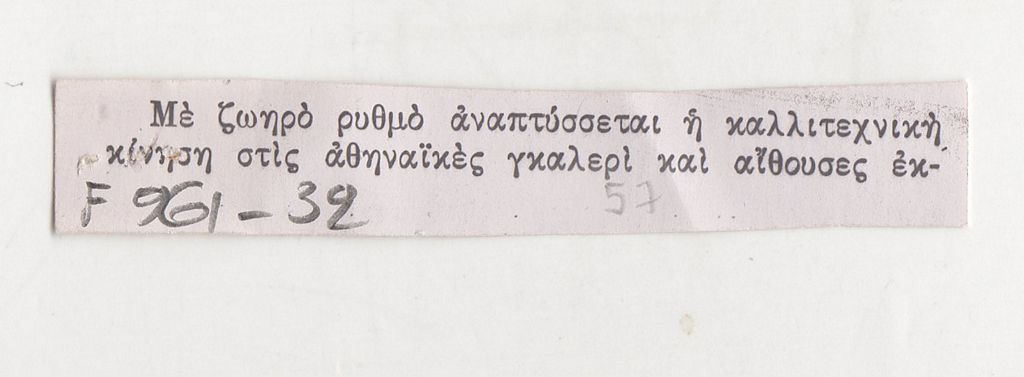 Μὲ ζωηρὸ ρυθμὸ ἀναπτύσσεται ἡ καλλιτεχνικὴ
κίνηση στὶς ἀθηναϊκὲς γκαλερὶ καὶ αἴθουσες ἐκ-
F 961-32
57